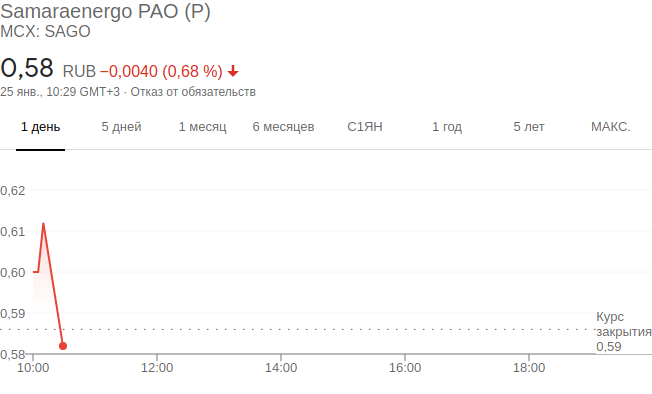 Samaraenergo PAO (P)
MCX: SAGO
0,58 RUB −0,0040 (0,68 %)
25 янв., 10:29 GMT+3 · Отказ от обязательств
1 день 5 дней 1 месяц 6 месяцев С1ЯН 1 год 5 лет МАКС.
0,62
0,61
0,60
0,59
Курс
закрытия
0,59
0,58
10:00 12:00 14:00 16:00 18:00